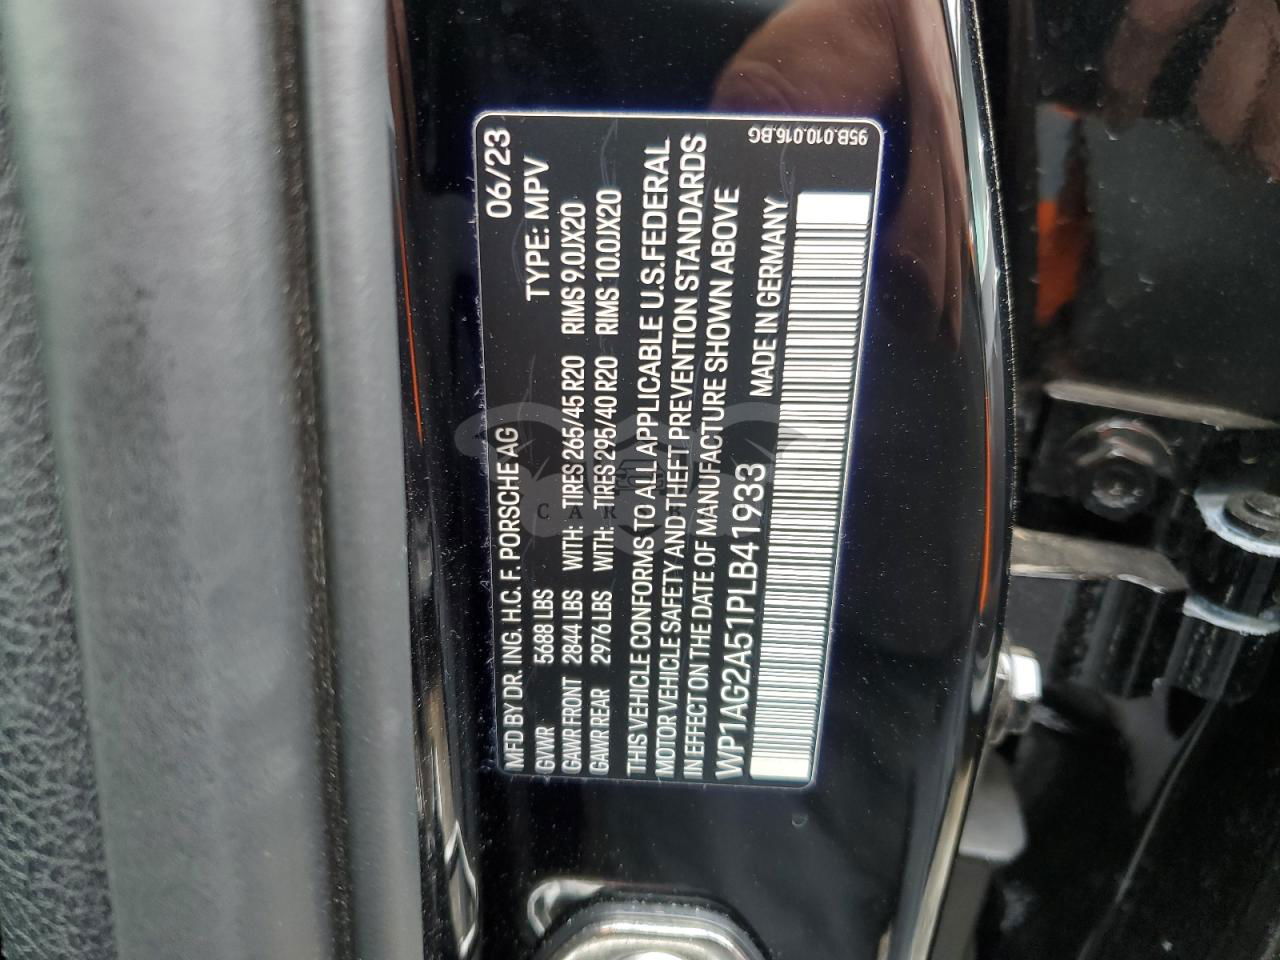 06/23
MFD BY DR. ING. H.C. F. PORSCHE AG TYPE: MPV
GVWR 5688 LBS
GAWR FRONT 2844 LBS WITH: TIRES 265/45 R20 RIMS 9.0JX20
GAWR REAR 2976 LBS WITH: TIRES 295/40 R20 RIMS 10.0JX20
THIS VEHICLE CONFORMS TO ALL APPLICABLE U.S. FEDERAL
MOTOR VEHICLE SAFETY AND THEFT PREVENTION STANDARDS
IN EFFECT ON THE DATE OF MANUFACTURE SHOWN ABOVE
WP1AG2A51PLB41933 MADE IN GERMANY
95B.010.016.BG